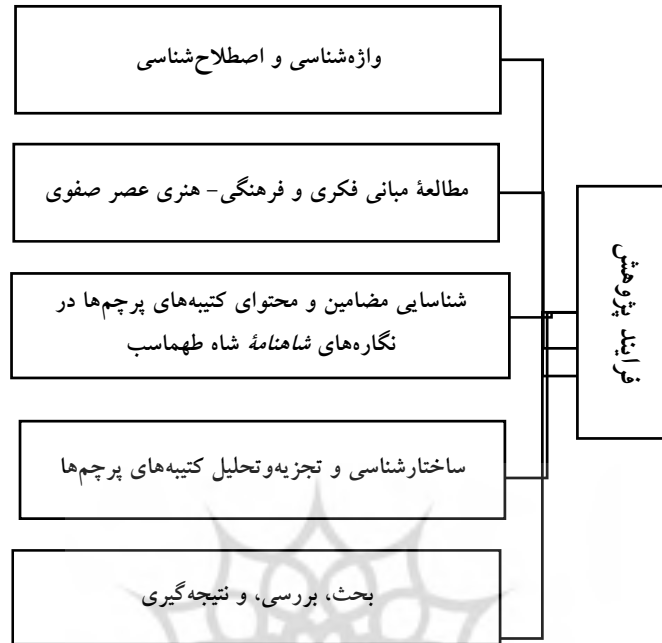 واژه‌شناسی و اصطلاح‌شناسی
مطالعهٔ مبانی فکری و فرهنگی- هنری عصر صفوی
شناسایی مضامین و محتوای کتیبه‌های پرچم‌ها در
نگاره‌های شاهنامهٔ شاه طهماسب
ساختارشناسی و تجزیه‌وتحلیل کتیبه‌های پرچم‌ها
بحث، بررسی، و نتیجه‌گیری
فرایند پژوهش